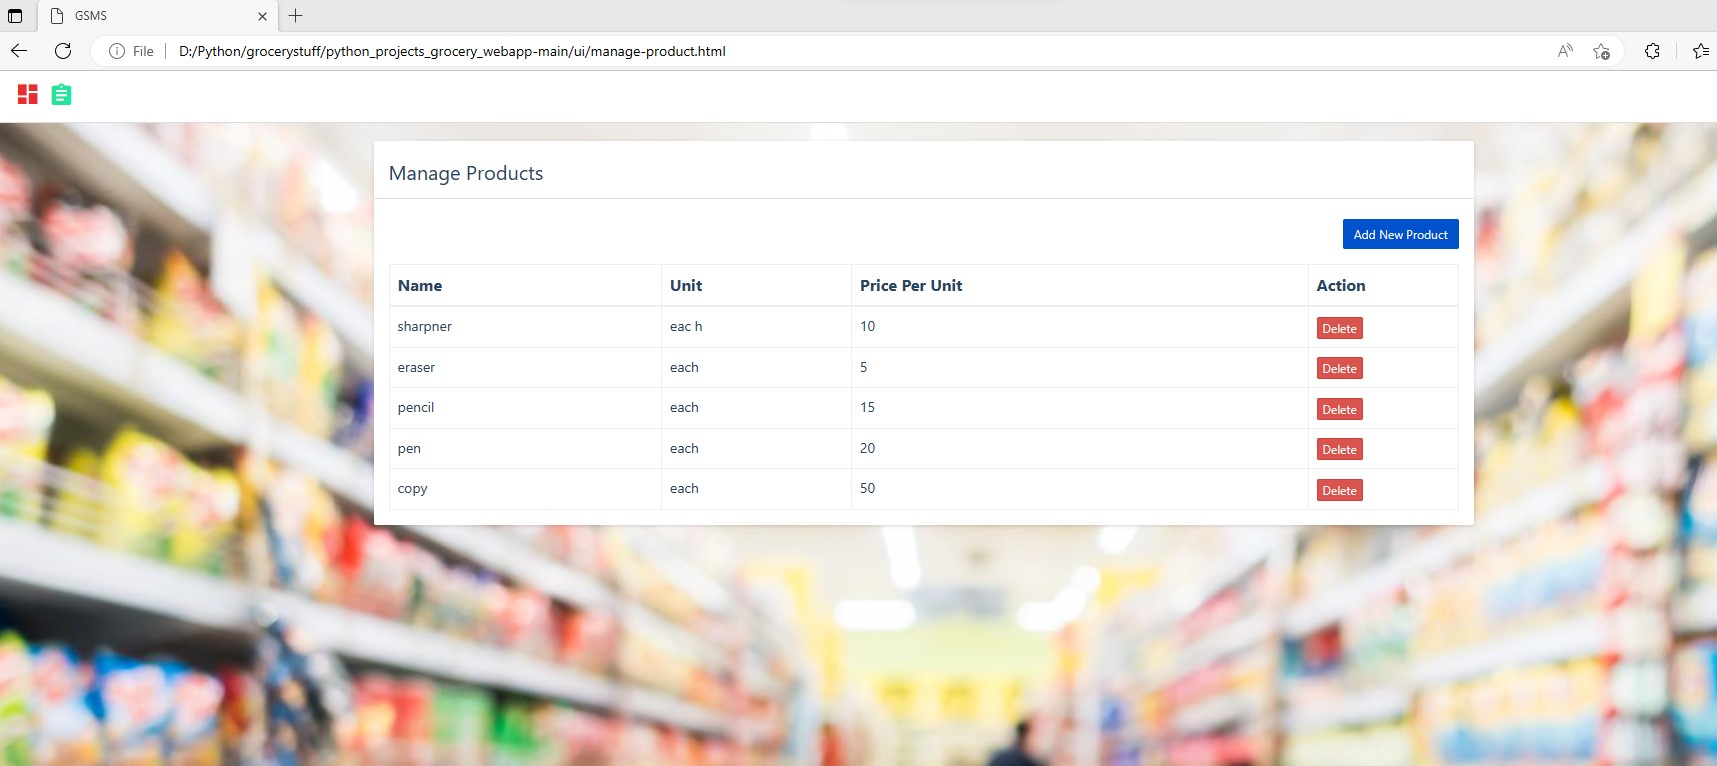 GSMS
File D:/Python/grocerystuff/python_projects_grocery_webapp-main/ui/manage-product.html
Manage Products
Add New Product
Name Unit Price Per Unit Action
sharpner eac h 10 Delete
eraser each 5 Delete
pencil each 15 Delete
pen each 20 Delete
copy each 50 Delete